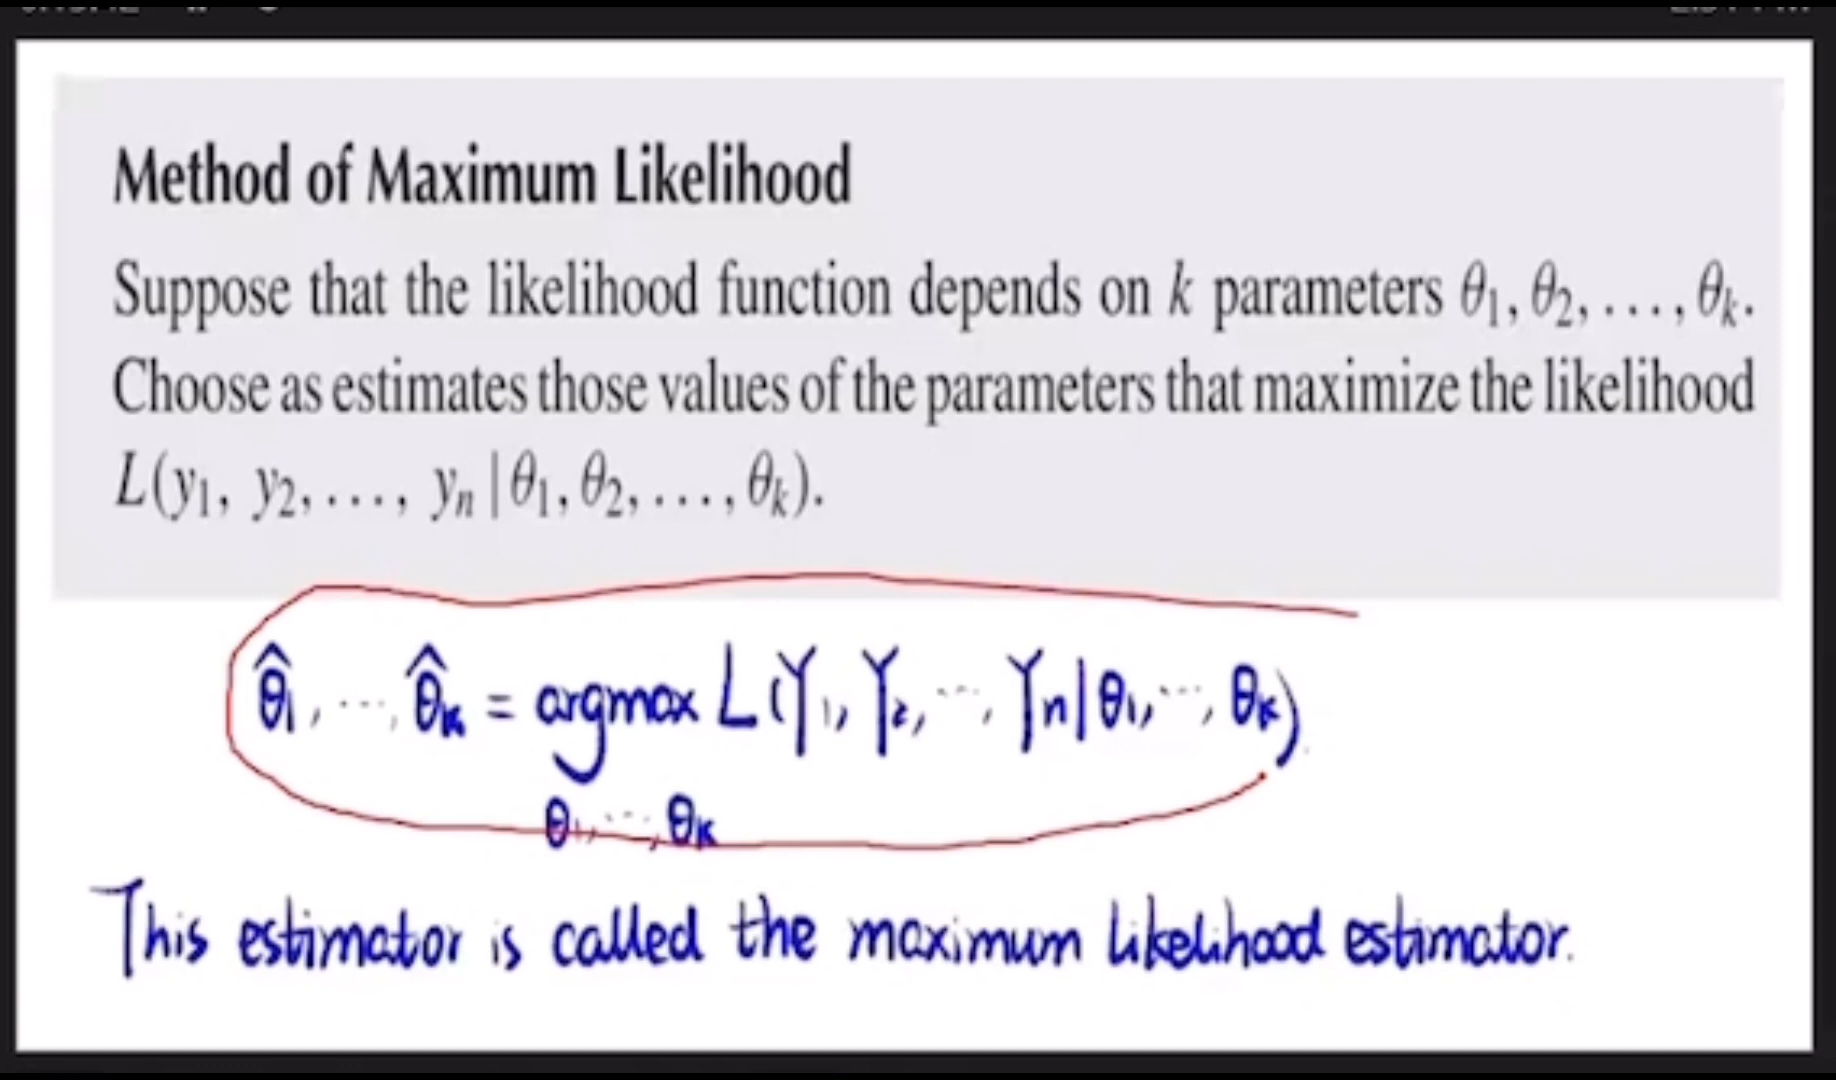 Method of Maximum Likelihood
Suppose that the likelihood function depends on k parameters θ₁, θ₂, . . . , θₖ.
Choose as estimates those values of the parameters that maximize the likelihood
L(y₁, y₂, . . . , yₙ | θ₁, θ₂, . . . , θₖ).
θ̂₁, ..., θ̂ₖ = argmax L(Y₁, Y₂, ..., Yₙ | θ₁, ..., θₖ)
θ₁, ..., θₖ
This estimator is called the maximum likelihood estimator.